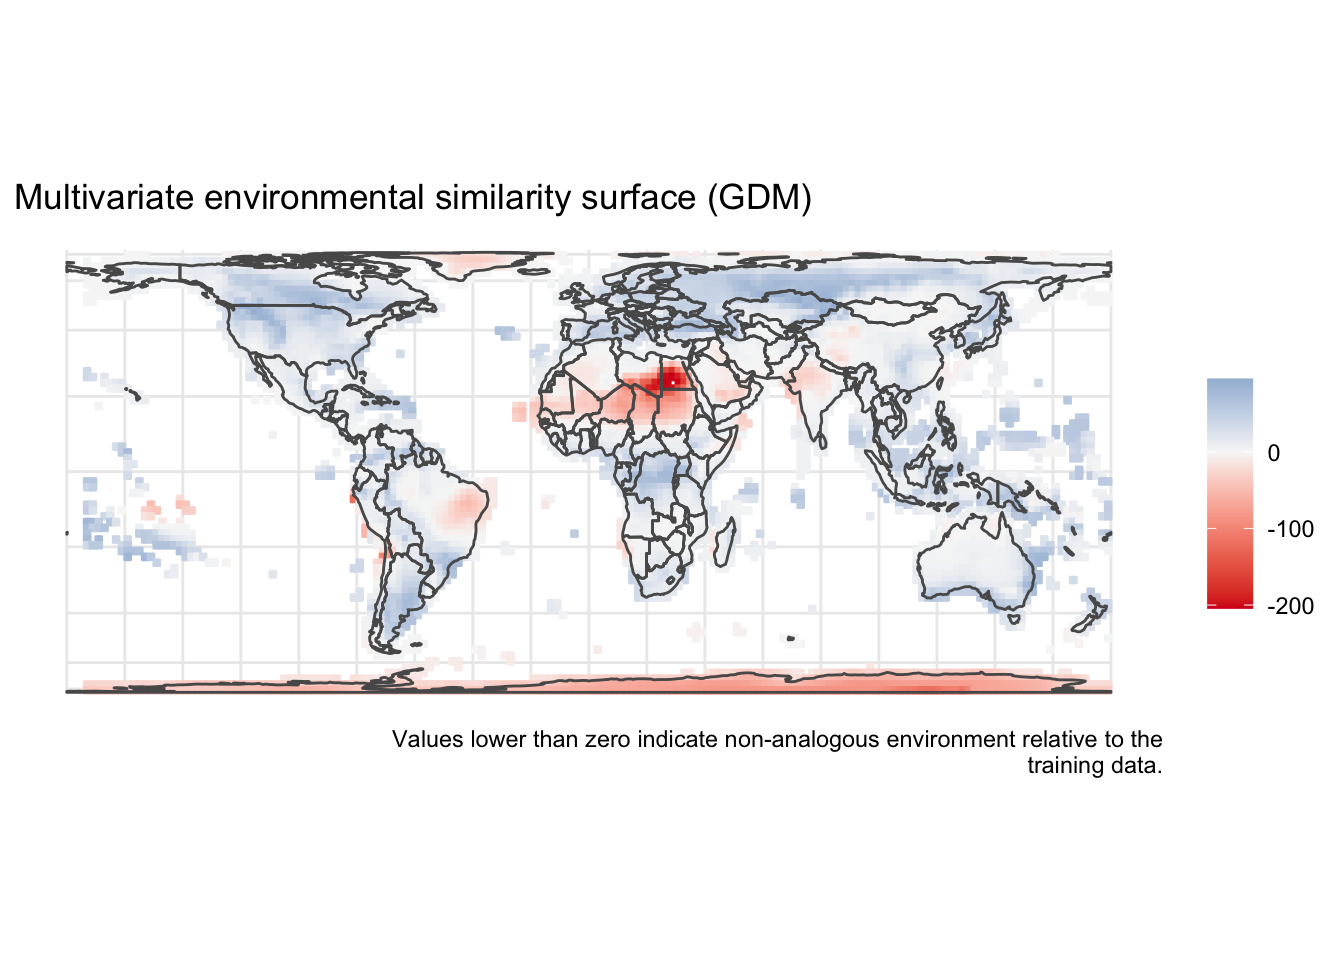 Multivariate environmental similarity surface (GDM)
0
-100
-200
Values lower than zero indicate non-analogous environment relative to the
training data.